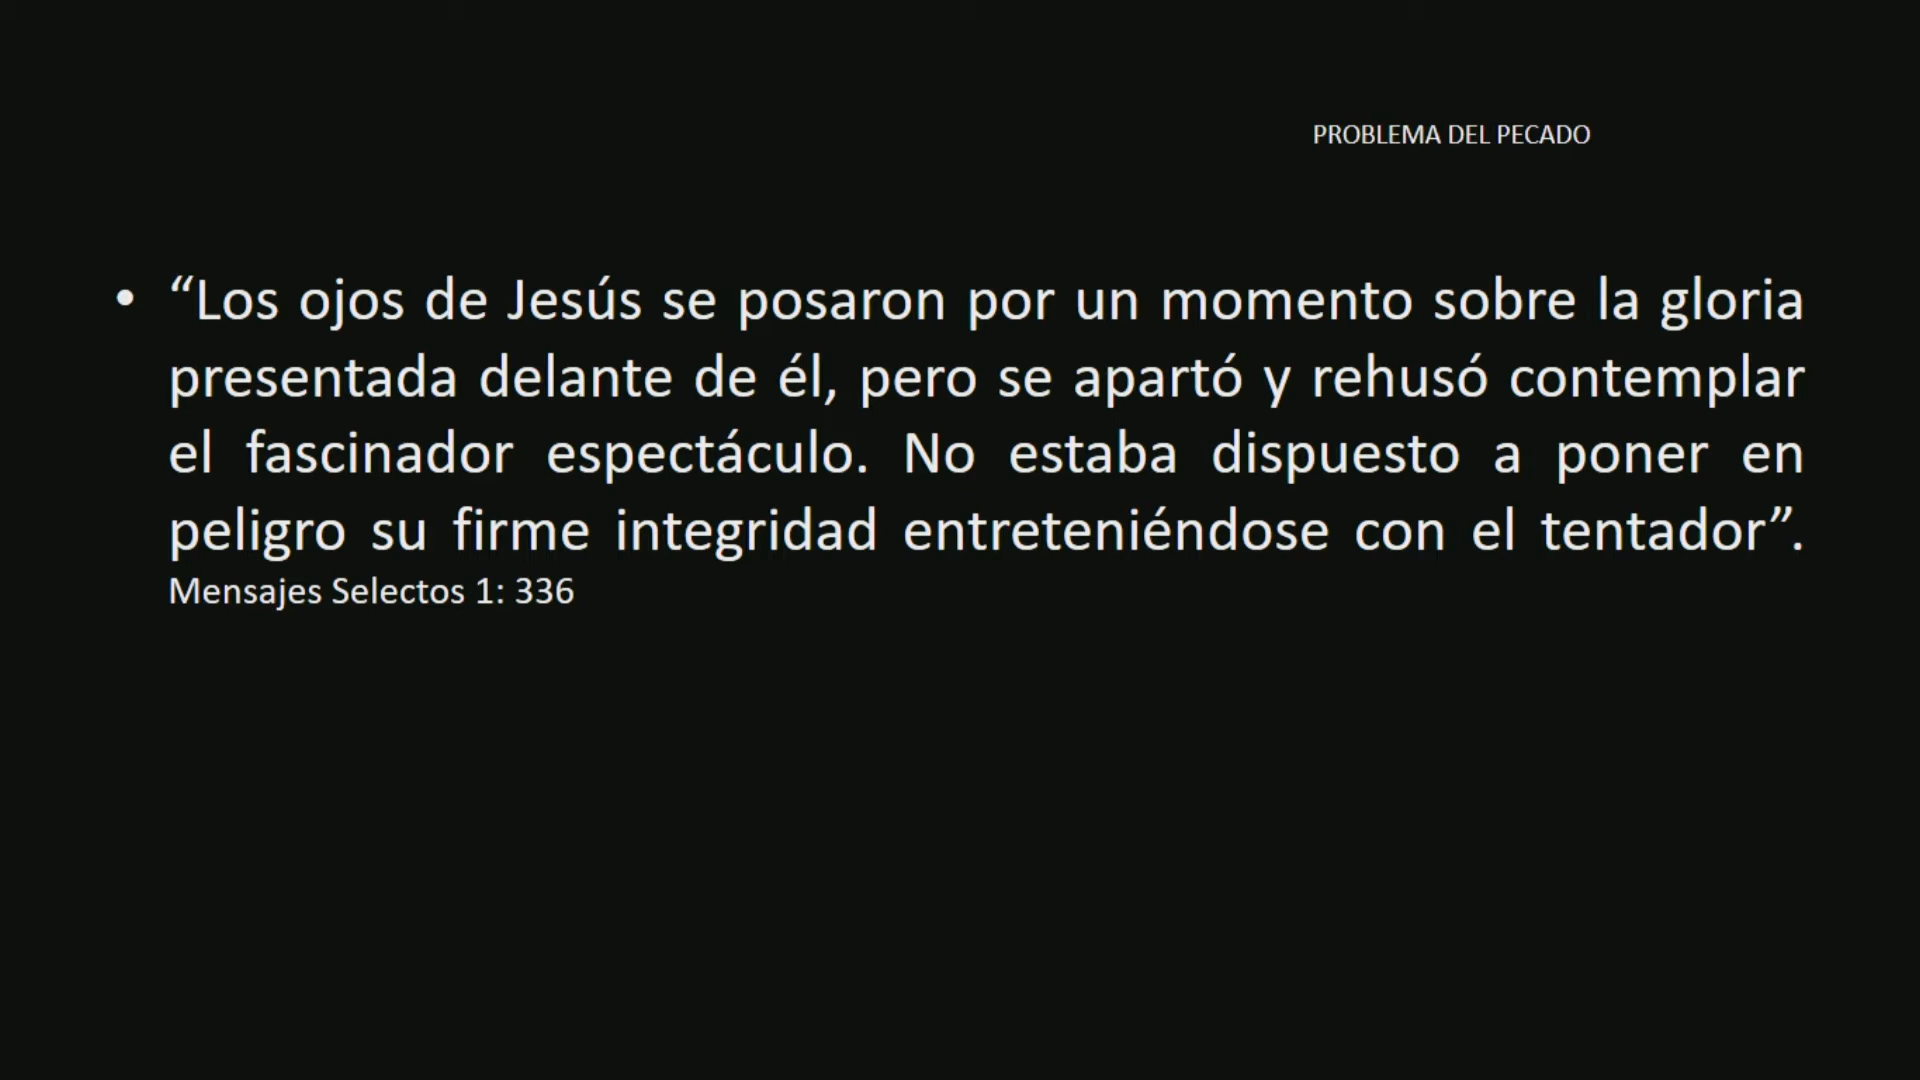 PROBLEMA DEL PECADO
• “Los ojos de Jesús se posaron por un momento sobre la gloria
presentada delante de él, pero se apartó y rehusó contemplar
el fascinador espectáculo. No estaba dispuesto a poner en
peligro su firme integridad entreteniéndose con el tentador”.
Mensajes Selectos 1: 336